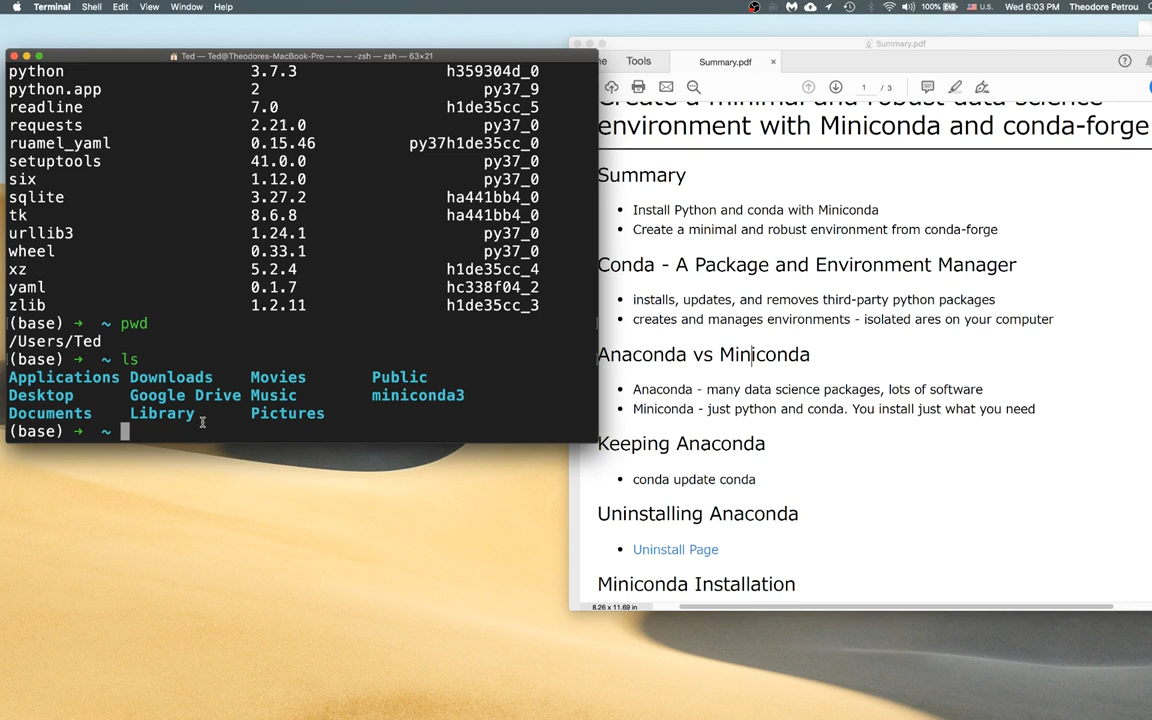 Terminal Shell Edit View Window Help 100% U.S. Wed 6:03 PM Theodore Petrou
Ted — Ted@Theodores-MacBook-Pro — ~ — -zsh — zsh — 63×21
python 3.7.3 h359304d_0
python.app 2 py37_9
readline 7.0 h1de35cc_5
requests 2.21.0 py37_0
ruamel_yaml 0.15.46 py37h1de35cc_0
setuptools 41.0.0 py37_0
six 1.12.0 py37_0
sqlite 3.27.2 ha441bb4_0
tk 8.6.8 ha441bb4_0
urllib3 1.24.1 py37_0
wheel 0.33.1 py37_0
xz 5.2.4 h1de35cc_4
yaml 0.1.7 hc338f04_2
zlib 1.2.11 h1de35cc_3
(base) ➜ ~ pwd
/Users/Ted
(base) ➜ ~ ls
Applications Downloads Movies Public
Desktop Google Drive Music miniconda3
Documents Library Pictures
(base) ➜ ~
Summary.pdf
me Tools Summary.pdf ×
1 / 3
Create a minimal and robust data science
environment with Miniconda and conda-forge
Summary
• Install Python and conda with Miniconda
• Create a minimal and robust environment from conda-forge
Conda - A Package and Environment Manager
• installs, updates, and removes third-party python packages
• creates and manages environments - isolated ares on your computer
Anaconda vs Miniconda
• Anaconda - many data science packages, lots of software
• Miniconda - just python and conda. You install just what you need
Keeping Anaconda
• conda update conda
Uninstalling Anaconda
• Uninstall Page
Miniconda Installation
8.26 x 11.69 in